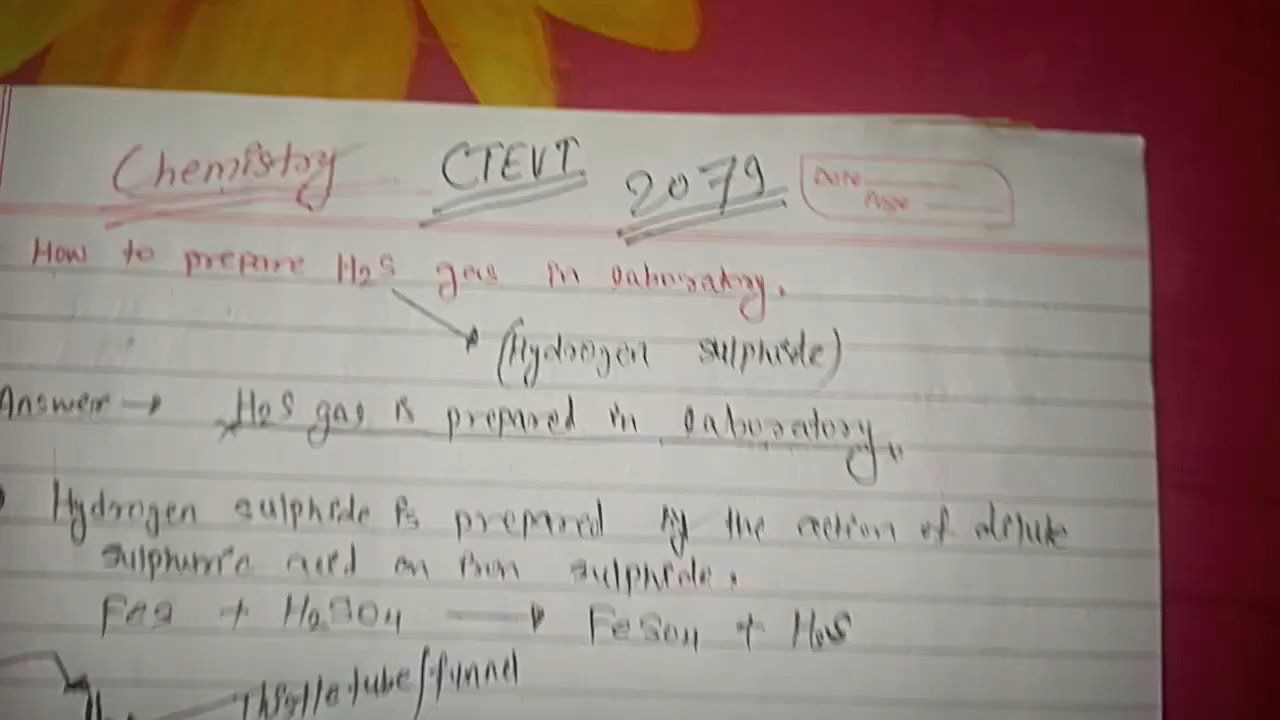 Chemistry CTEVT 2079
Date
Page
How to prepare H2S gas in laboratory.
(Hydrogen sulphide)
Answer → H2S gas is prepared in laboratory.
Hydrogen sulphide is prepared by the action of dilute
sulphuric acid on iron sulphide.
FeS + H2SO4 → FeSO4 + H2S
Thistle tube/funnel